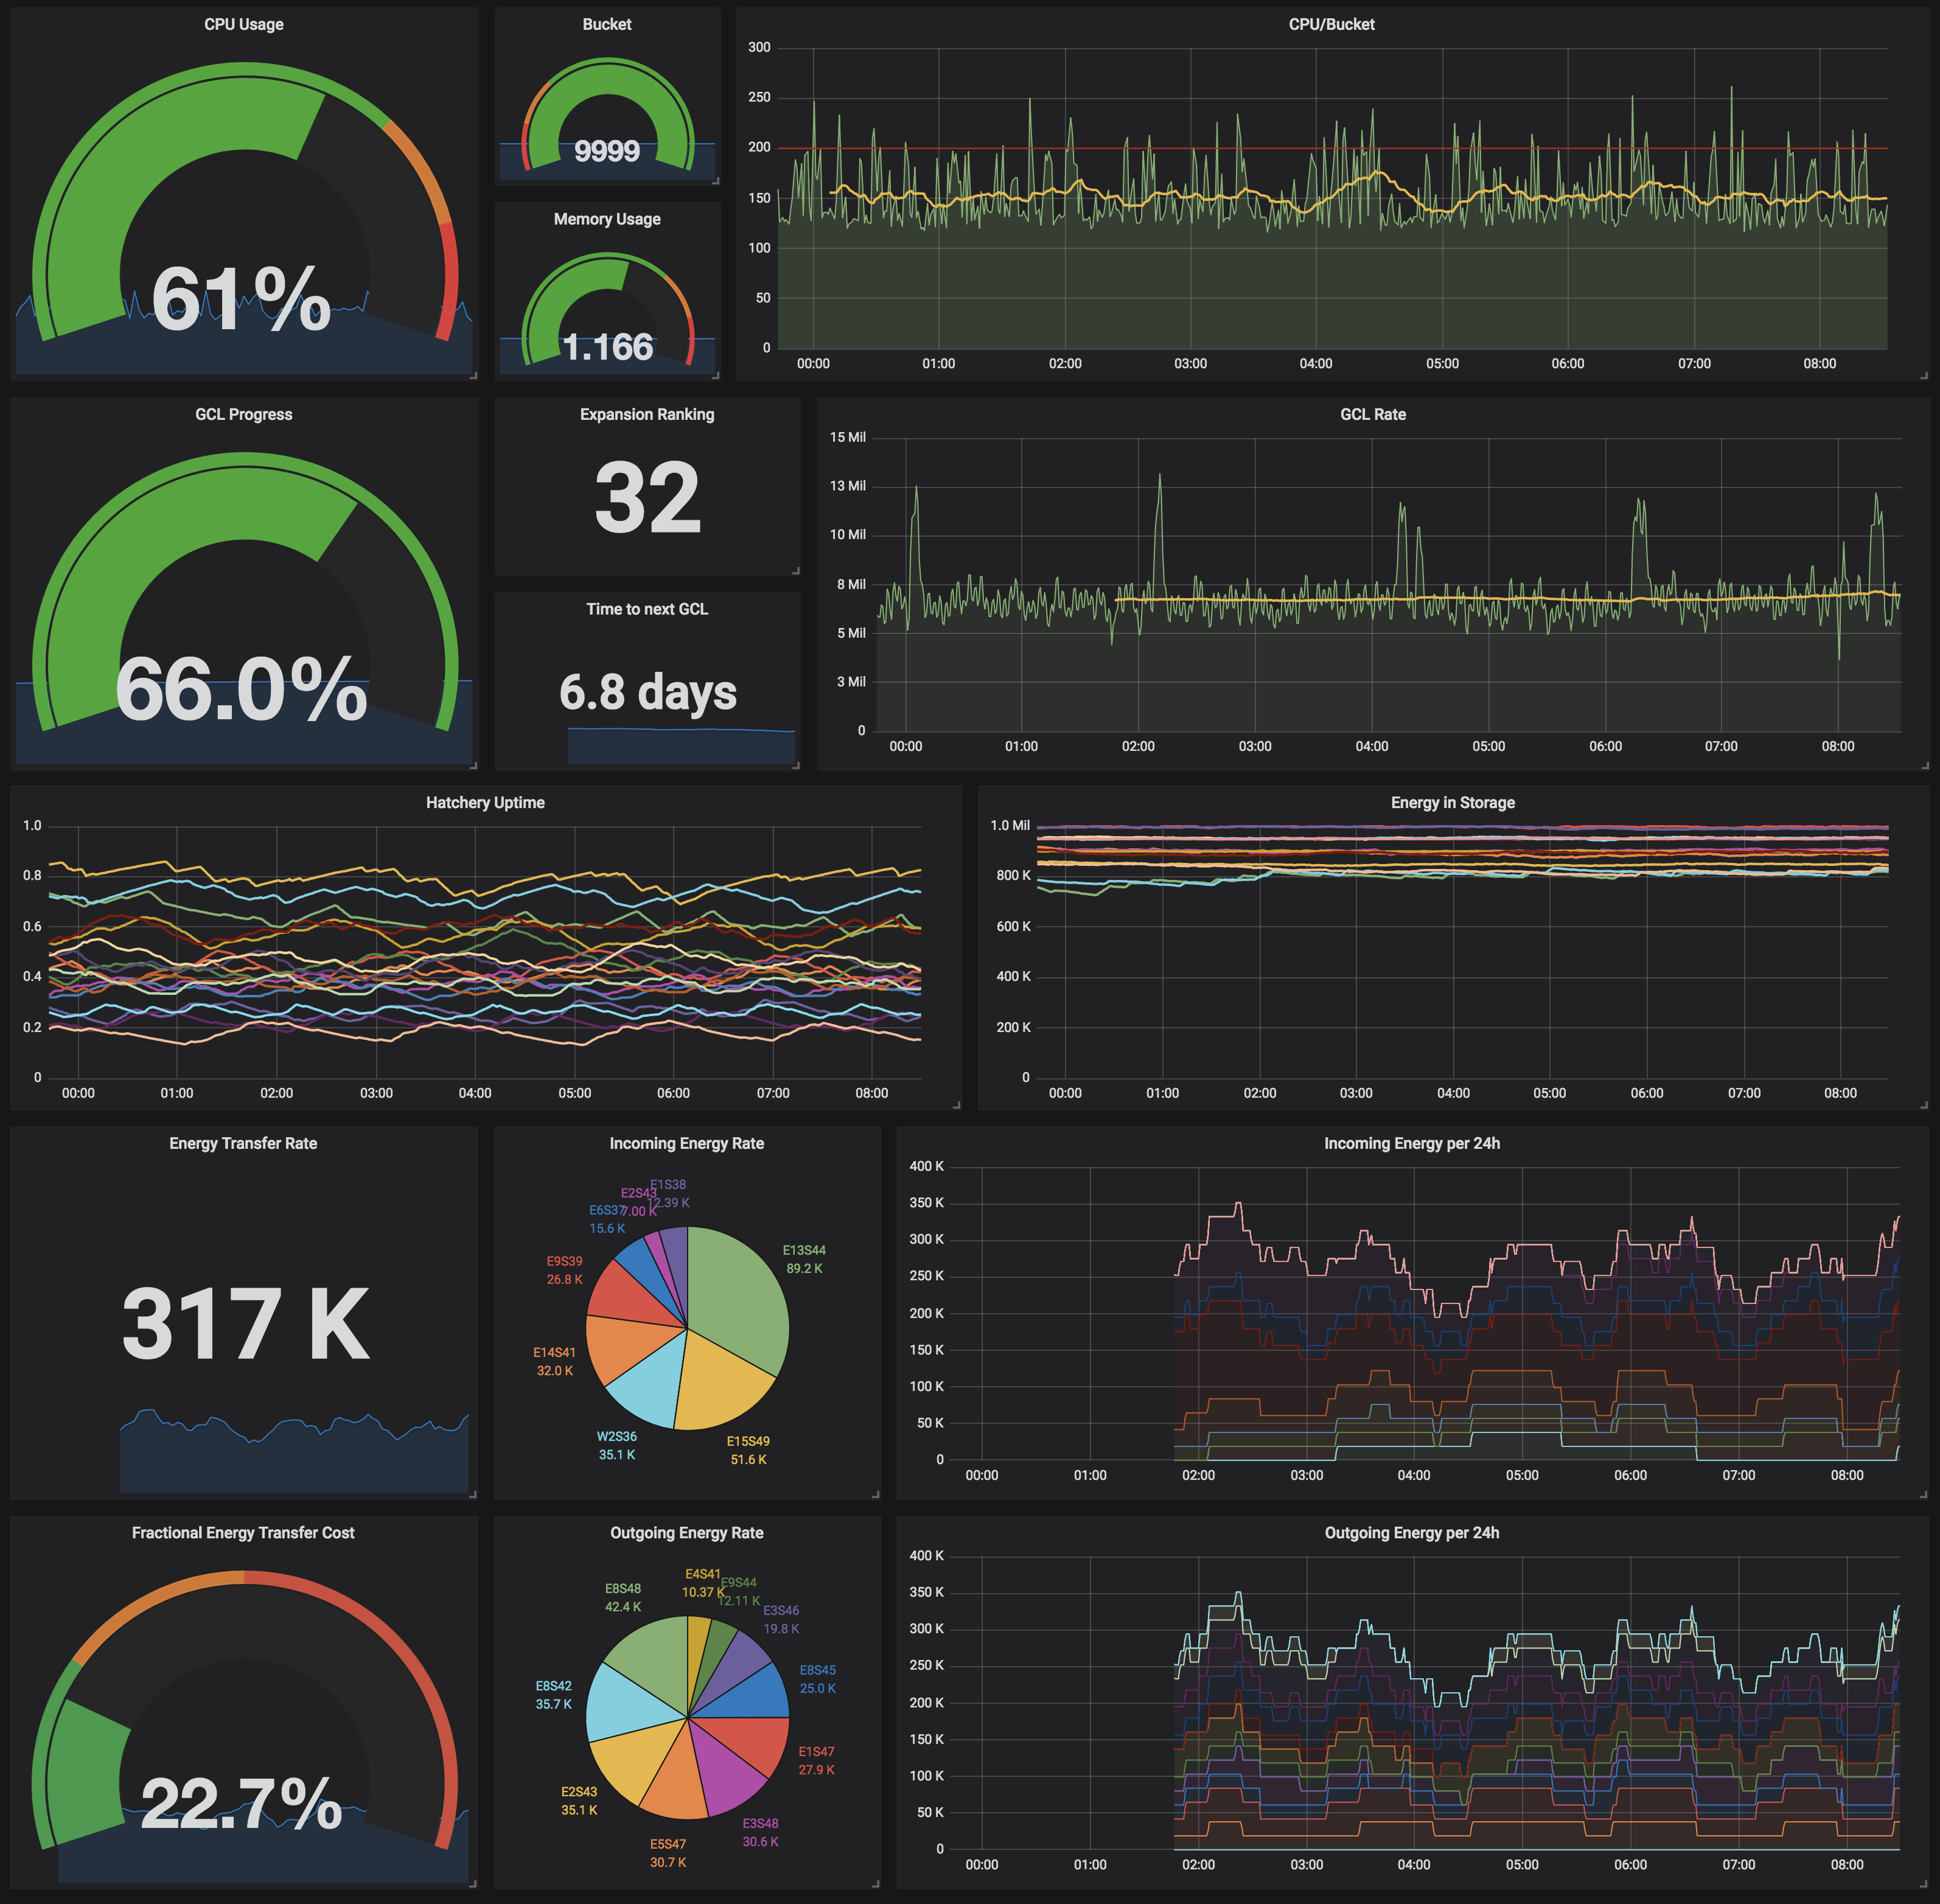 CPU Usage
61%
Bucket
9999
Memory Usage
1.166
CPU/Bucket
300
250
200
150
100
50
0
00:00 01:00 02:00 03:00 04:00 05:00 06:00 07:00 08:00
GCL Progress
66.0%
Expansion Ranking
32
Time to next GCL
6.8 days
GCL Rate
15 Mil
13 Mil
10 Mil
8 Mil
5 Mil
3 Mil
0
00:00 01:00 02:00 03:00 04:00 05:00 06:00 07:00 08:00
Hatchery Uptime
1.0
0.8
0.6
0.4
0.2
0
00:00 01:00 02:00 03:00 04:00 05:00 06:00 07:00 08:00
Energy in Storage
1.0 Mil
800 K
600 K
400 K
200 K
0
00:00 01:00 02:00 03:00 04:00 05:00 06:00 07:00 08:00
Energy Transfer Rate
317 K
Incoming Energy Rate
E1S38
12.39 K
E2S43
7.00 K
E6S37
15.6 K
E9S39
26.8 K
E14S41
32.0 K
W2S36
35.1 K
E15S49
51.6 K
E13S44
89.2 K
Incoming Energy per 24h
400 K
350 K
300 K
250 K
200 K
150 K
100 K
50 K
0
00:00 01:00 02:00 03:00 04:00 05:00 06:00 07:00 08:00
Fractional Energy Transfer Cost
22.7%
Outgoing Energy Rate
E4S41
10.37 K
E9S44
12.11 K
E3S46
19.8 K
E8S45
25.0 K
E1S47
27.9 K
E3S48
30.6 K
E5S47
30.7 K
E2S43
35.1 K
E8S42
35.7 K
E8S48
42.4 K
Outgoing Energy per 24h
400 K
350 K
300 K
250 K
200 K
150 K
100 K
50 K
0
00:00 01:00 02:00 03:00 04:00 05:00 06:00 07:00 08:00